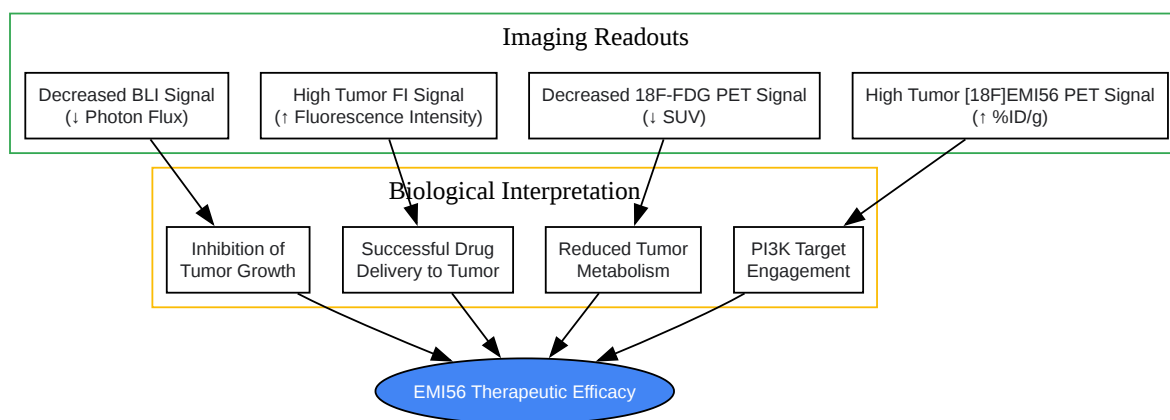 Imaging Readouts
Decreased BLI Signal
(↓ Photon Flux)
High Tumor FI Signal
(↑ Fluorescence Intensity)
Decreased 18F-FDG PET Signal
(↓ SUV)
High Tumor [18F]EMI56 PET Signal
(↑ %ID/g)
Biological Interpretation
Inhibition of
Tumor Growth
Successful Drug
Delivery to Tumor
Reduced Tumor
Metabolism
PI3K Target
Engagement
EMI56 Therapeutic Efficacy